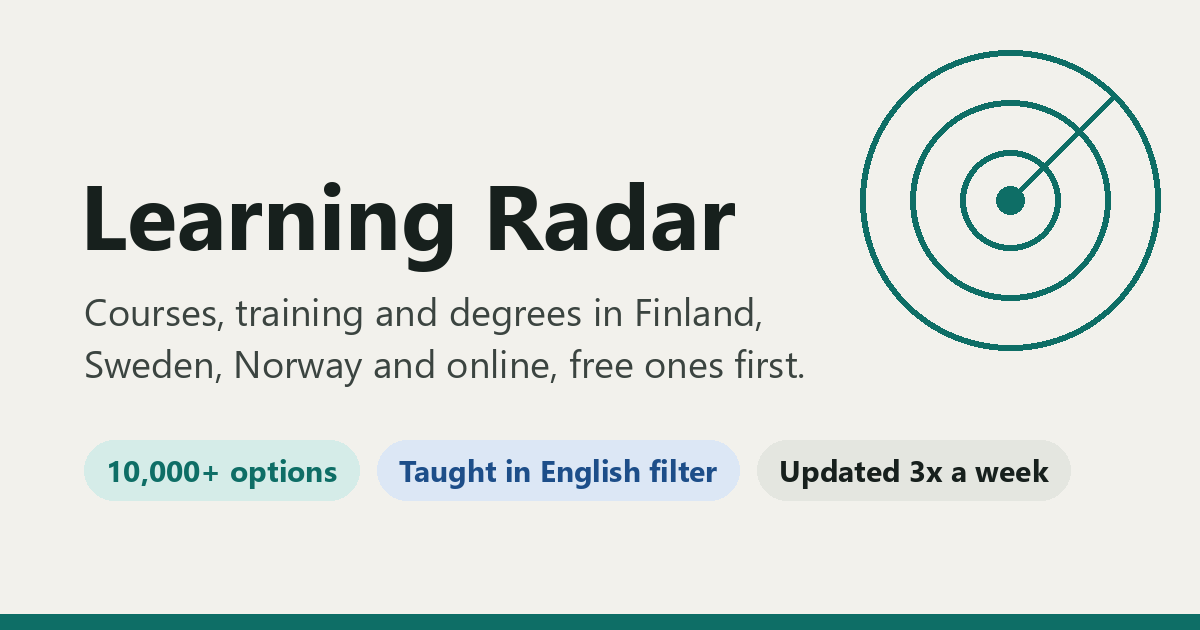 Learning Radar
Courses, training and degrees in Finland,
Sweden, Norway and online, free ones first.
10,000+ options
Taught in English filter
Updated 3x a week